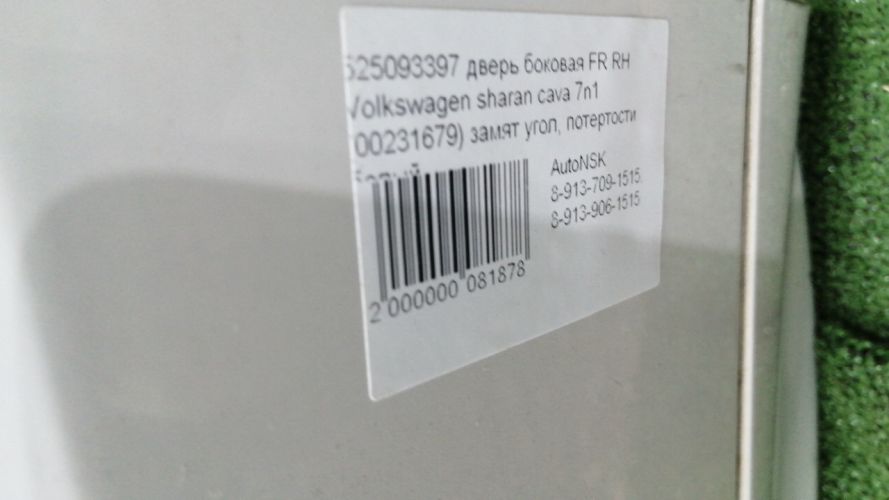 525093397 дверь боковая FR RH
Volkswagen sharan cava 7n1
00231679) замят угол, потертости
белый
AutoNSK
8-913-709-1515,
8-913-906-1515
2 000000 081878